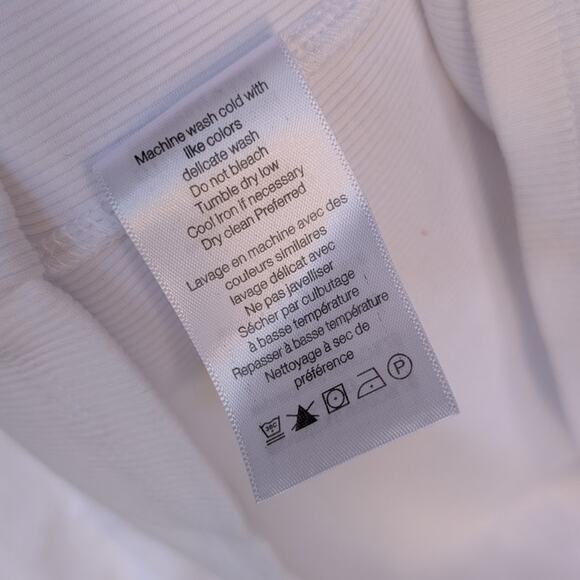 Machine wash cold with
like colors
delicate wash
Do not bleach
Tumble dry low
Cool iron if necessary
Dry clean Preferred
Lavage en machine avec des
couleurs similaires
lavage délicat avec
Ne pas javelliser
Sécher par culbutage
à basse température
Repasser à basse température
Nettoyage à sec de
préférence
30C P